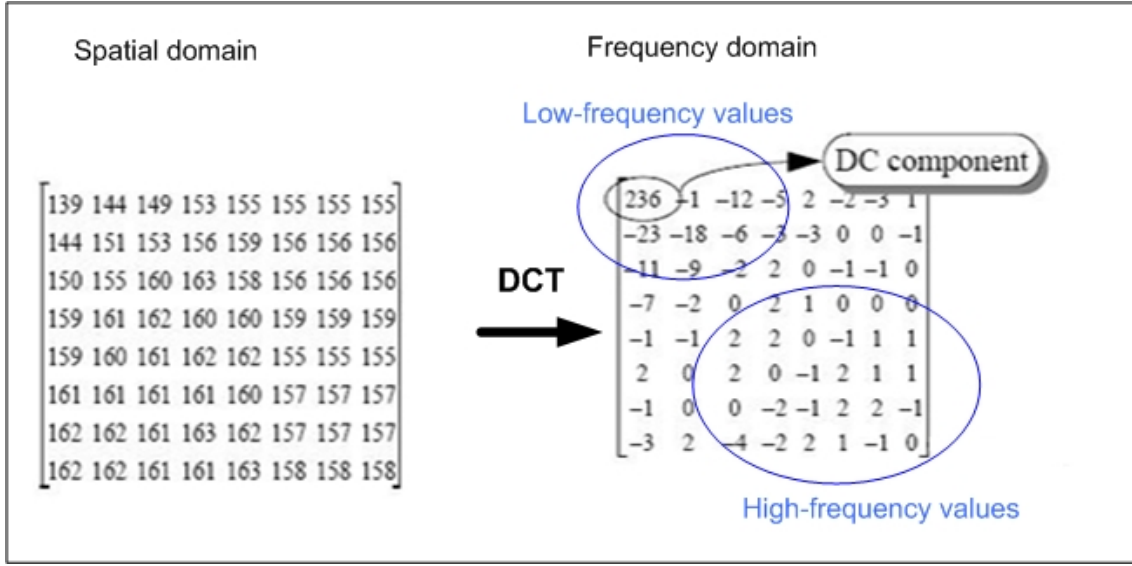 Spatial domain
Frequency domain
Low-frequency values
DC component
139 144 149 153 155 155 155 155
144 151 153 156 159 156 156 156
150 155 160 163 158 156 156 156
159 161 162 160 160 159 159 159
159 160 161 162 162 155 155 155
161 161 161 161 160 157 157 157
162 162 161 163 162 157 157 157
162 162 161 161 163 158 158 158
DCT
236 –1 –12 –5 2 –2 –3 1
–23 –18 –6 –3 –3 0 0 –1
–11 –9 –2 2 0 –1 –1 0
–7 –2 0 2 1 0 0 0
–1 –1 2 2 0 –1 1 1
2 0 2 0 –1 2 1 1
–1 0 0 –2 –1 2 2 –1
–3 2 –4 –2 2 1 –1 0
High-frequency values